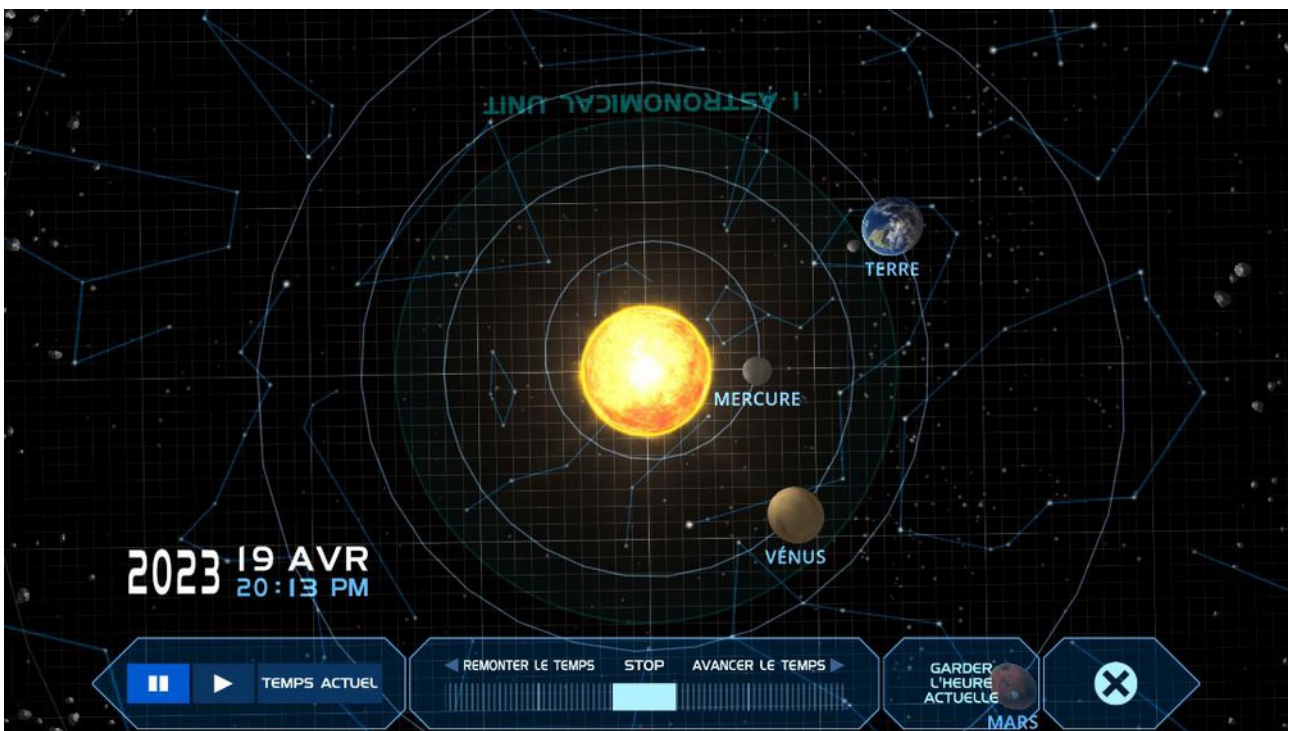 1 ASTRONOMICAL UNIT
TERRE
MERCURE
VÉNUS
2023 19 AVR
20:13 PM
REMONTER LE TEMPS STOP AVANCER LE TEMPS
TEMPS ACTUEL
GARDER
L'HEURE
ACTUELLE
MARS